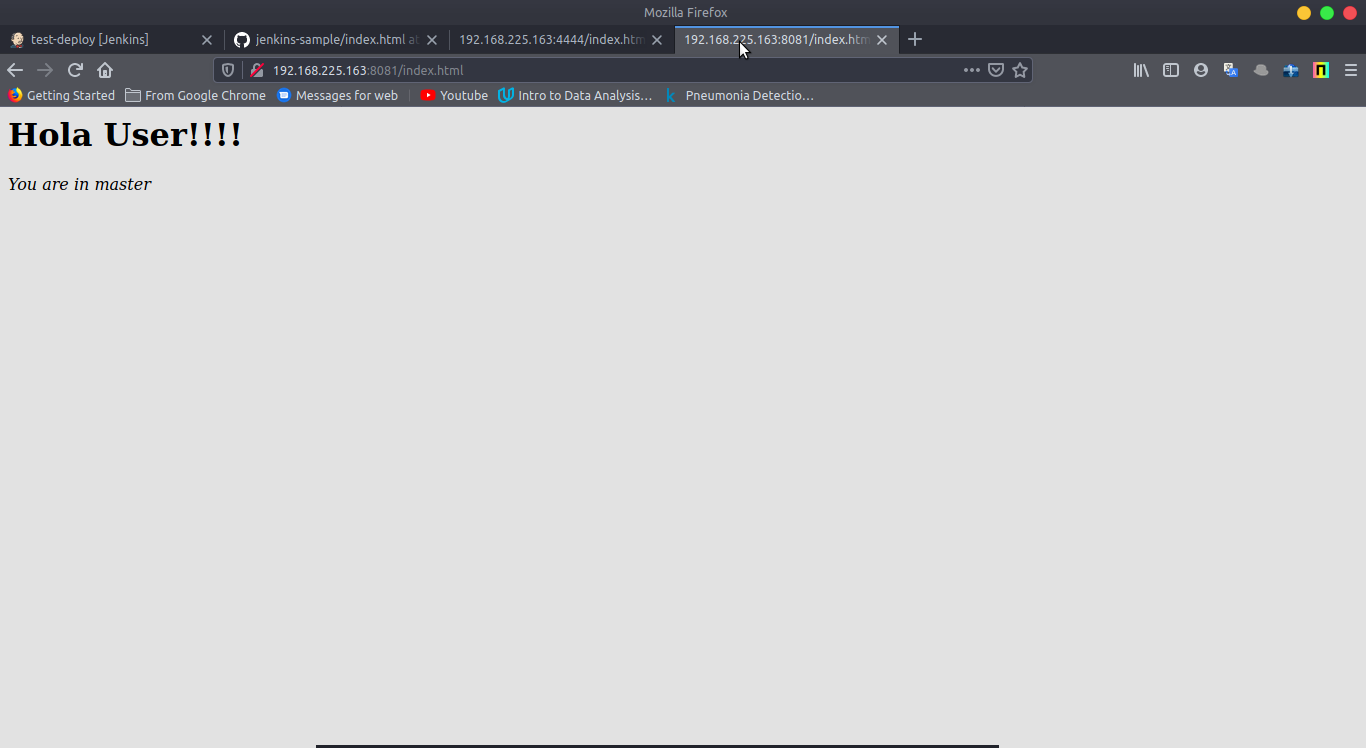 Mozilla Firefox
test-deploy [Jenkins]
jenkins-sample/index.html at
192.168.225.163:4444/index.htm
192.168.225.163:8081/index.htm
192.168.225.163:8081/index.html
Getting Started
From Google Chrome
Messages for web
Youtube
Intro to Data Analysis…
Pneumonia Detectio…
Hola User!!!!
You are in master